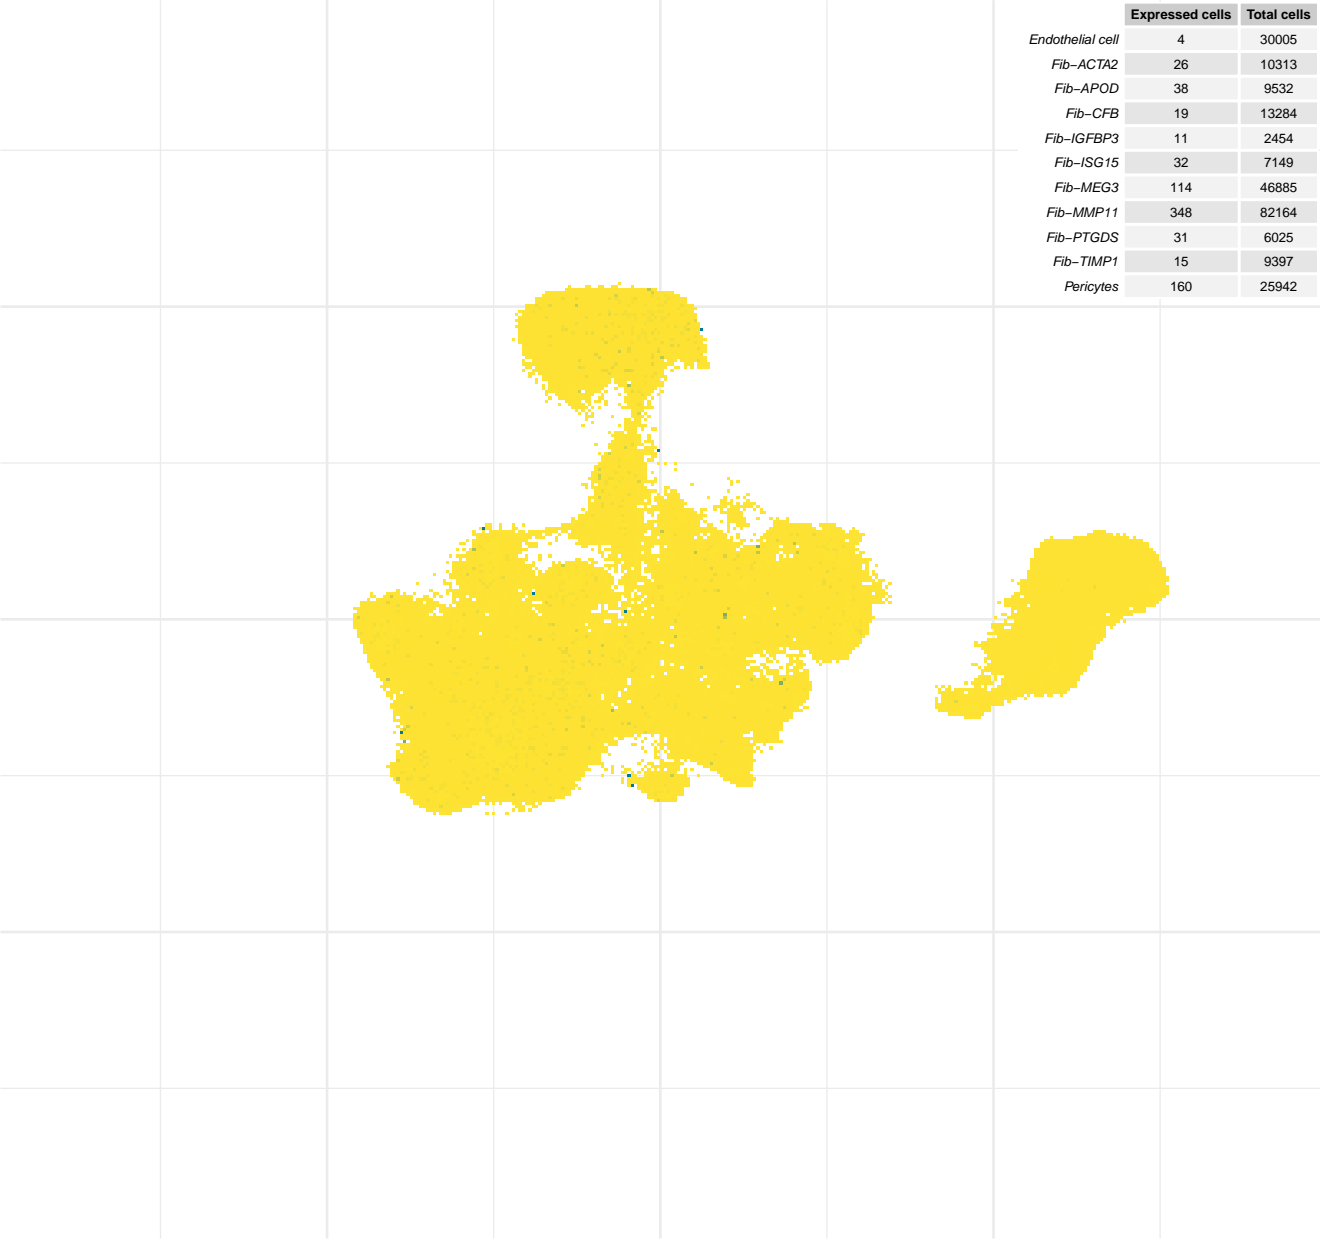 Expressed cells Total cells
Endothelial cell 4 30005
Fib−ACTA2 26 10313
Fib−APOD 38 9532
Fib−CFB 19 13284
Fib−IGFBP3 11 2454
Fib−ISG15 32 7149
Fib−MEG3 114 46885
Fib−MMP11 348 82164
Fib−PTGDS 31 6025
Fib−TIMP1 15 9397
Pericytes 160 25942